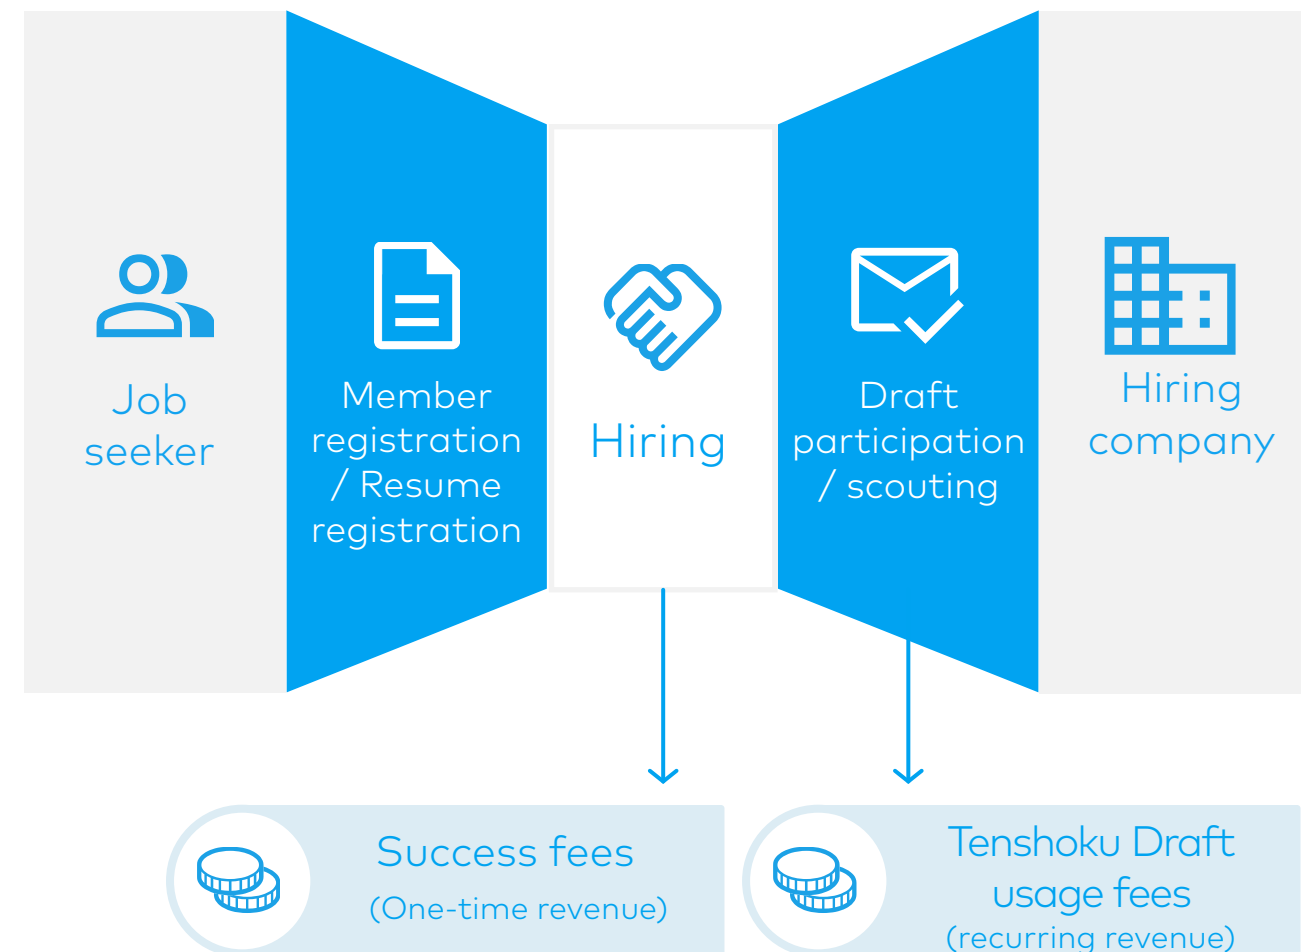 Job
seeker
Member
registration
/ Resume
registration
Hiring
Draft
participation
/ scouting
Hiring
company
Success fees
(One-time revenue)
Tenshoku Draft
usage fees
(recurring revenue)